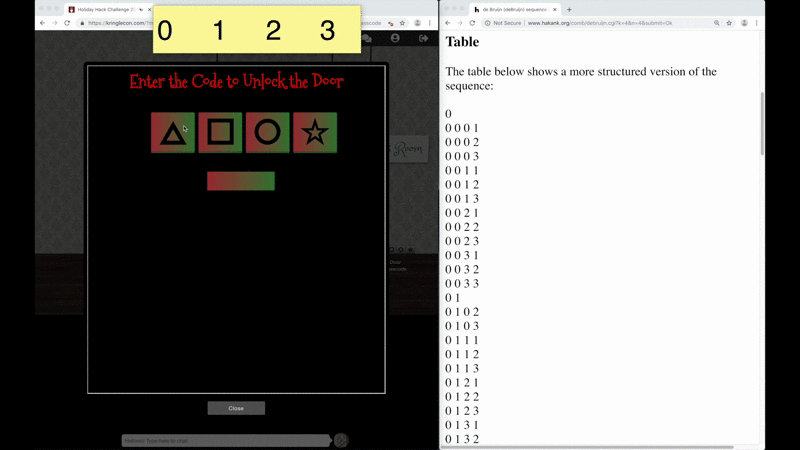 Holiday Hack Challenge 20
https://kringlecon.com/?m
0 1 2 3
Enter the Code to Unlock the Door
Room
Close
Hellooo! Type here to chat
de Bruijn (deBruijn) sequence
Not Secure | www.hakank.org/comb/debruijn.cgi?k=4&n=4&submit=Ok
Table
The table below shows a more structured version of the
sequence:
0
0 0 0 1
0 0 0 2
0 0 0 3
0 0 1 1
0 0 1 2
0 0 1 3
0 0 2 1
0 0 2 2
0 0 2 3
0 0 3 1
0 0 3 2
0 0 3 3
0 1
0 1 0 2
0 1 0 3
0 1 1 1
0 1 1 2
0 1 1 3
0 1 2 1
0 1 2 2
0 1 2 3
0 1 3 1
0 1 3 2